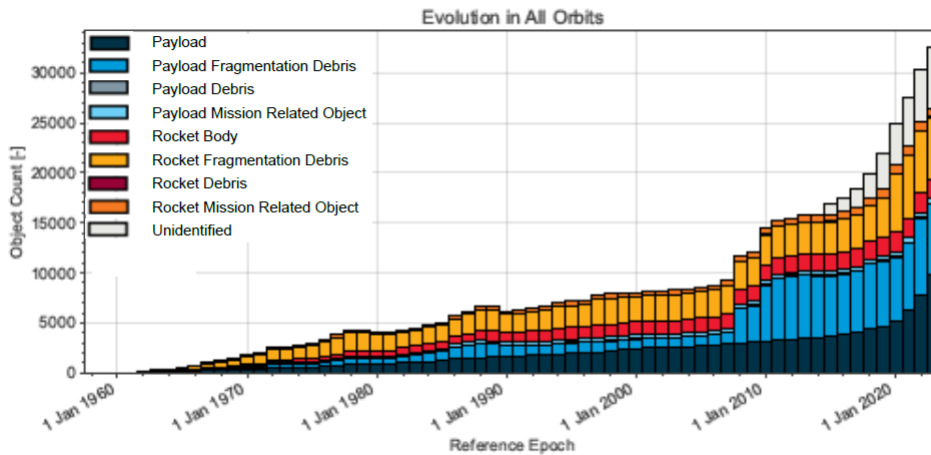 Evolution in All Orbits
Payload
Payload Fragmentation Debris
Payload Debris
Payload Mission Related Object
Rocket Body
Rocket Fragmentation Debris
Rocket Debris
Rocket Mission Related Object
Unidentified
Object Count [-]
30000
25000
20000
15000
10000
5000
0
1 Jan 1960
1 Jan 1970
1 Jan 1980
1 Jan 1990
1 Jan 2000
1 Jan 2010
1 Jan 2020
Reference Epoch